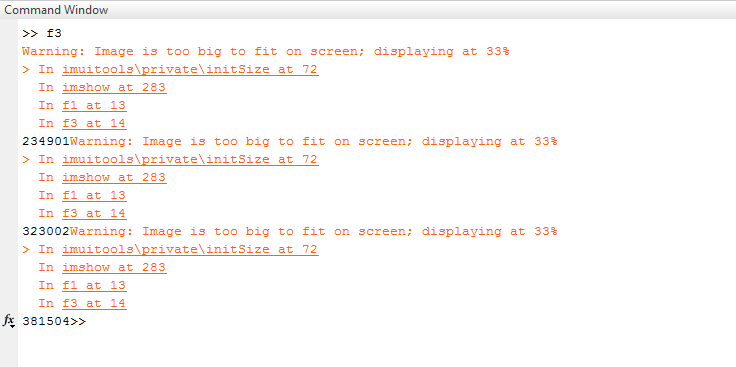 Command Window
>> f3
Warning: Image is too big to fit on screen; displaying at 33%
> In imuitools\private\initSize at 72
In imshow at 283
In f1 at 13
In f3 at 14
234901Warning: Image is too big to fit on screen; displaying at 33%
> In imuitools\private\initSize at 72
In imshow at 283
In f1 at 13
In f3 at 14
323002Warning: Image is too big to fit on screen; displaying at 33%
> In imuitools\private\initSize at 72
In imshow at 283
In f1 at 13
In f3 at 14
fx 381504>>